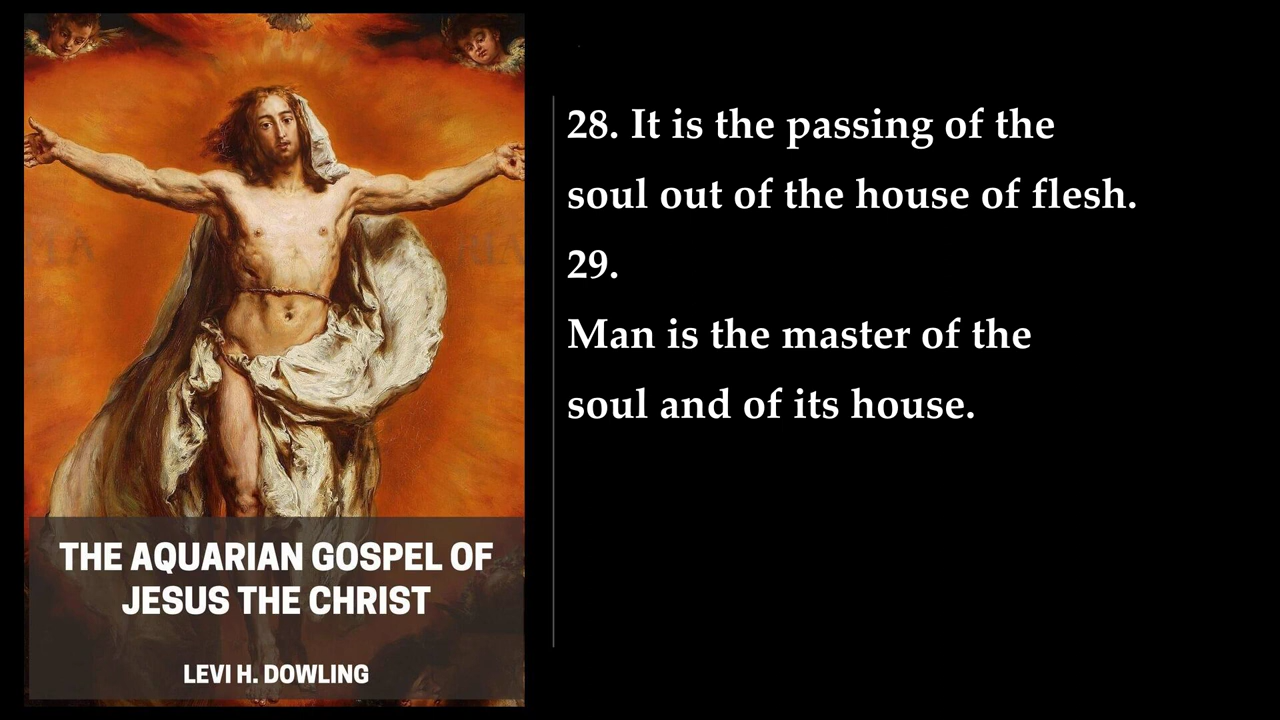 THE AQUARIAN GOSPEL OF
JESUS THE CHRIST
LEVI H. DOWLING
28. It is the passing of the
soul out of the house of flesh.
29.
Man is the master of the
soul and of its house.